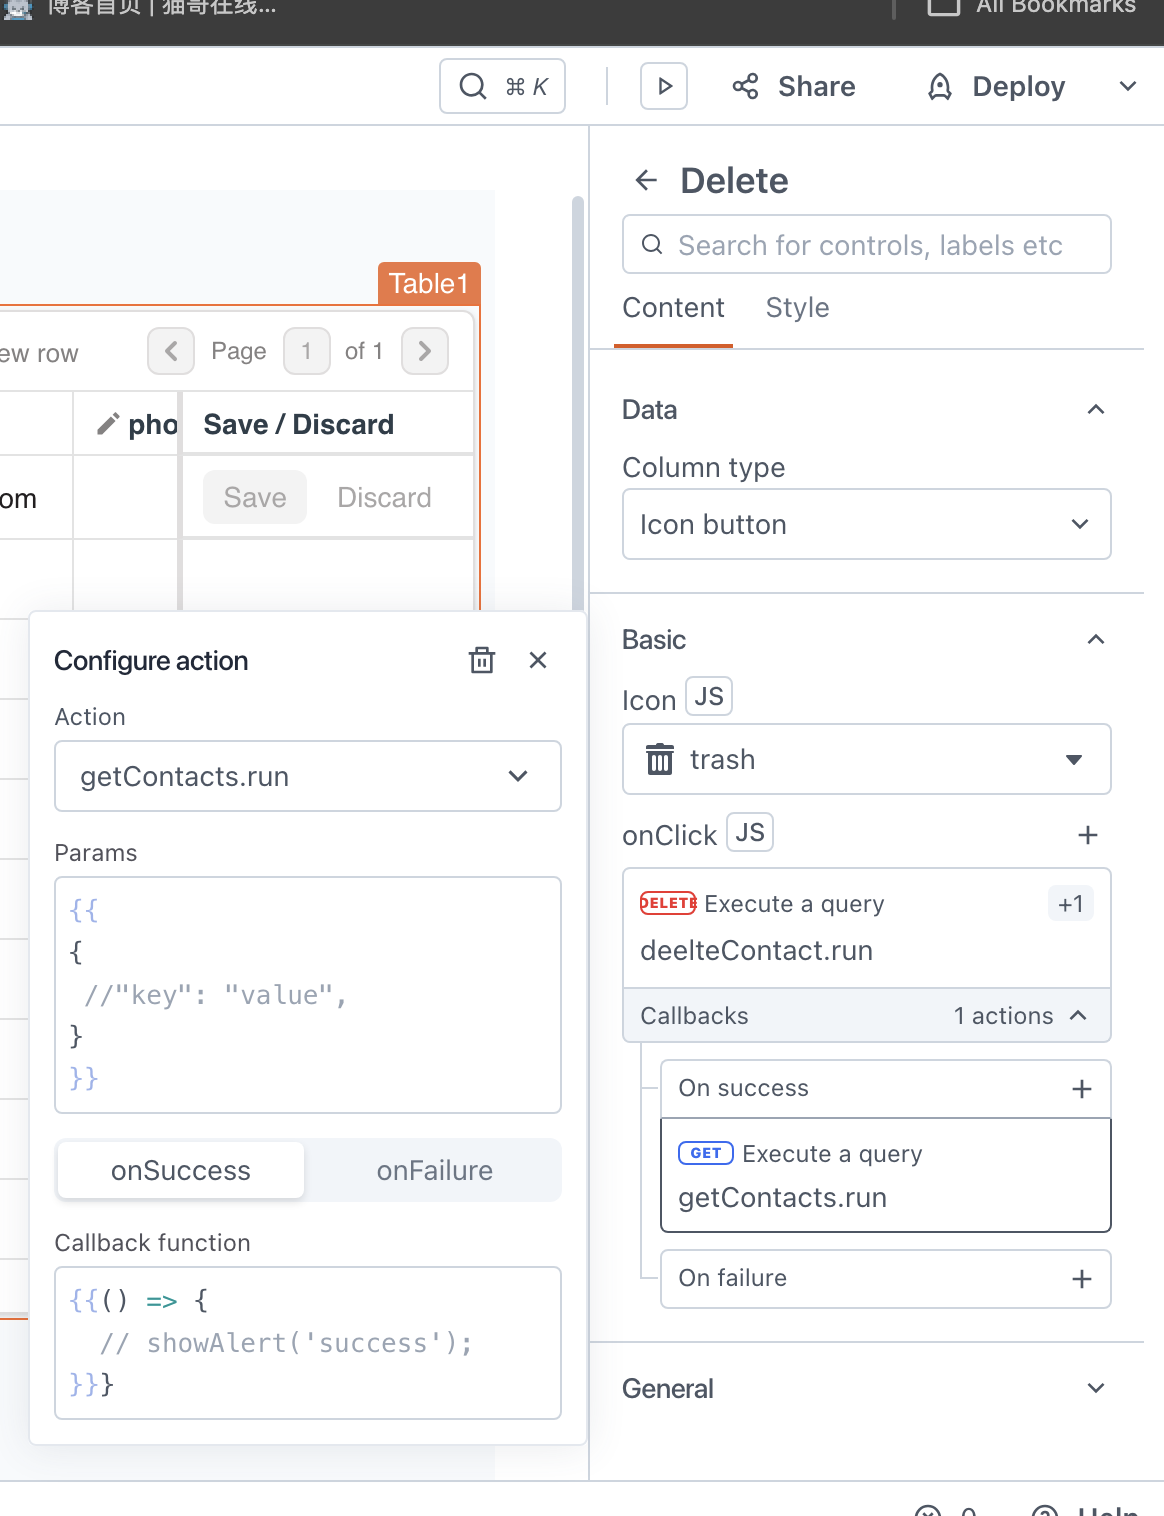 博客首页 | 猫哥在线...
All Bookmarks
⌘ K
Share
Deploy
Table1
ew row
Page 1 of 1
pho
Save / Discard
om
Save
Discard
Configure action
Action
getContacts.run
Params
{{
{
//"key": "value",
}
}}
onSuccess
onFailure
Callback function
{{() => {
// showAlert('success');
}}}
Delete
Search for controls, labels etc
Content
Style
Data
Column type
Icon button
Basic
Icon JS
trash
onClick JS
+
DELETE Execute a query +1
deelteContact.run
Callbacks 1 actions
On success +
GET Execute a query
getContacts.run
On failure +
General
0
Help